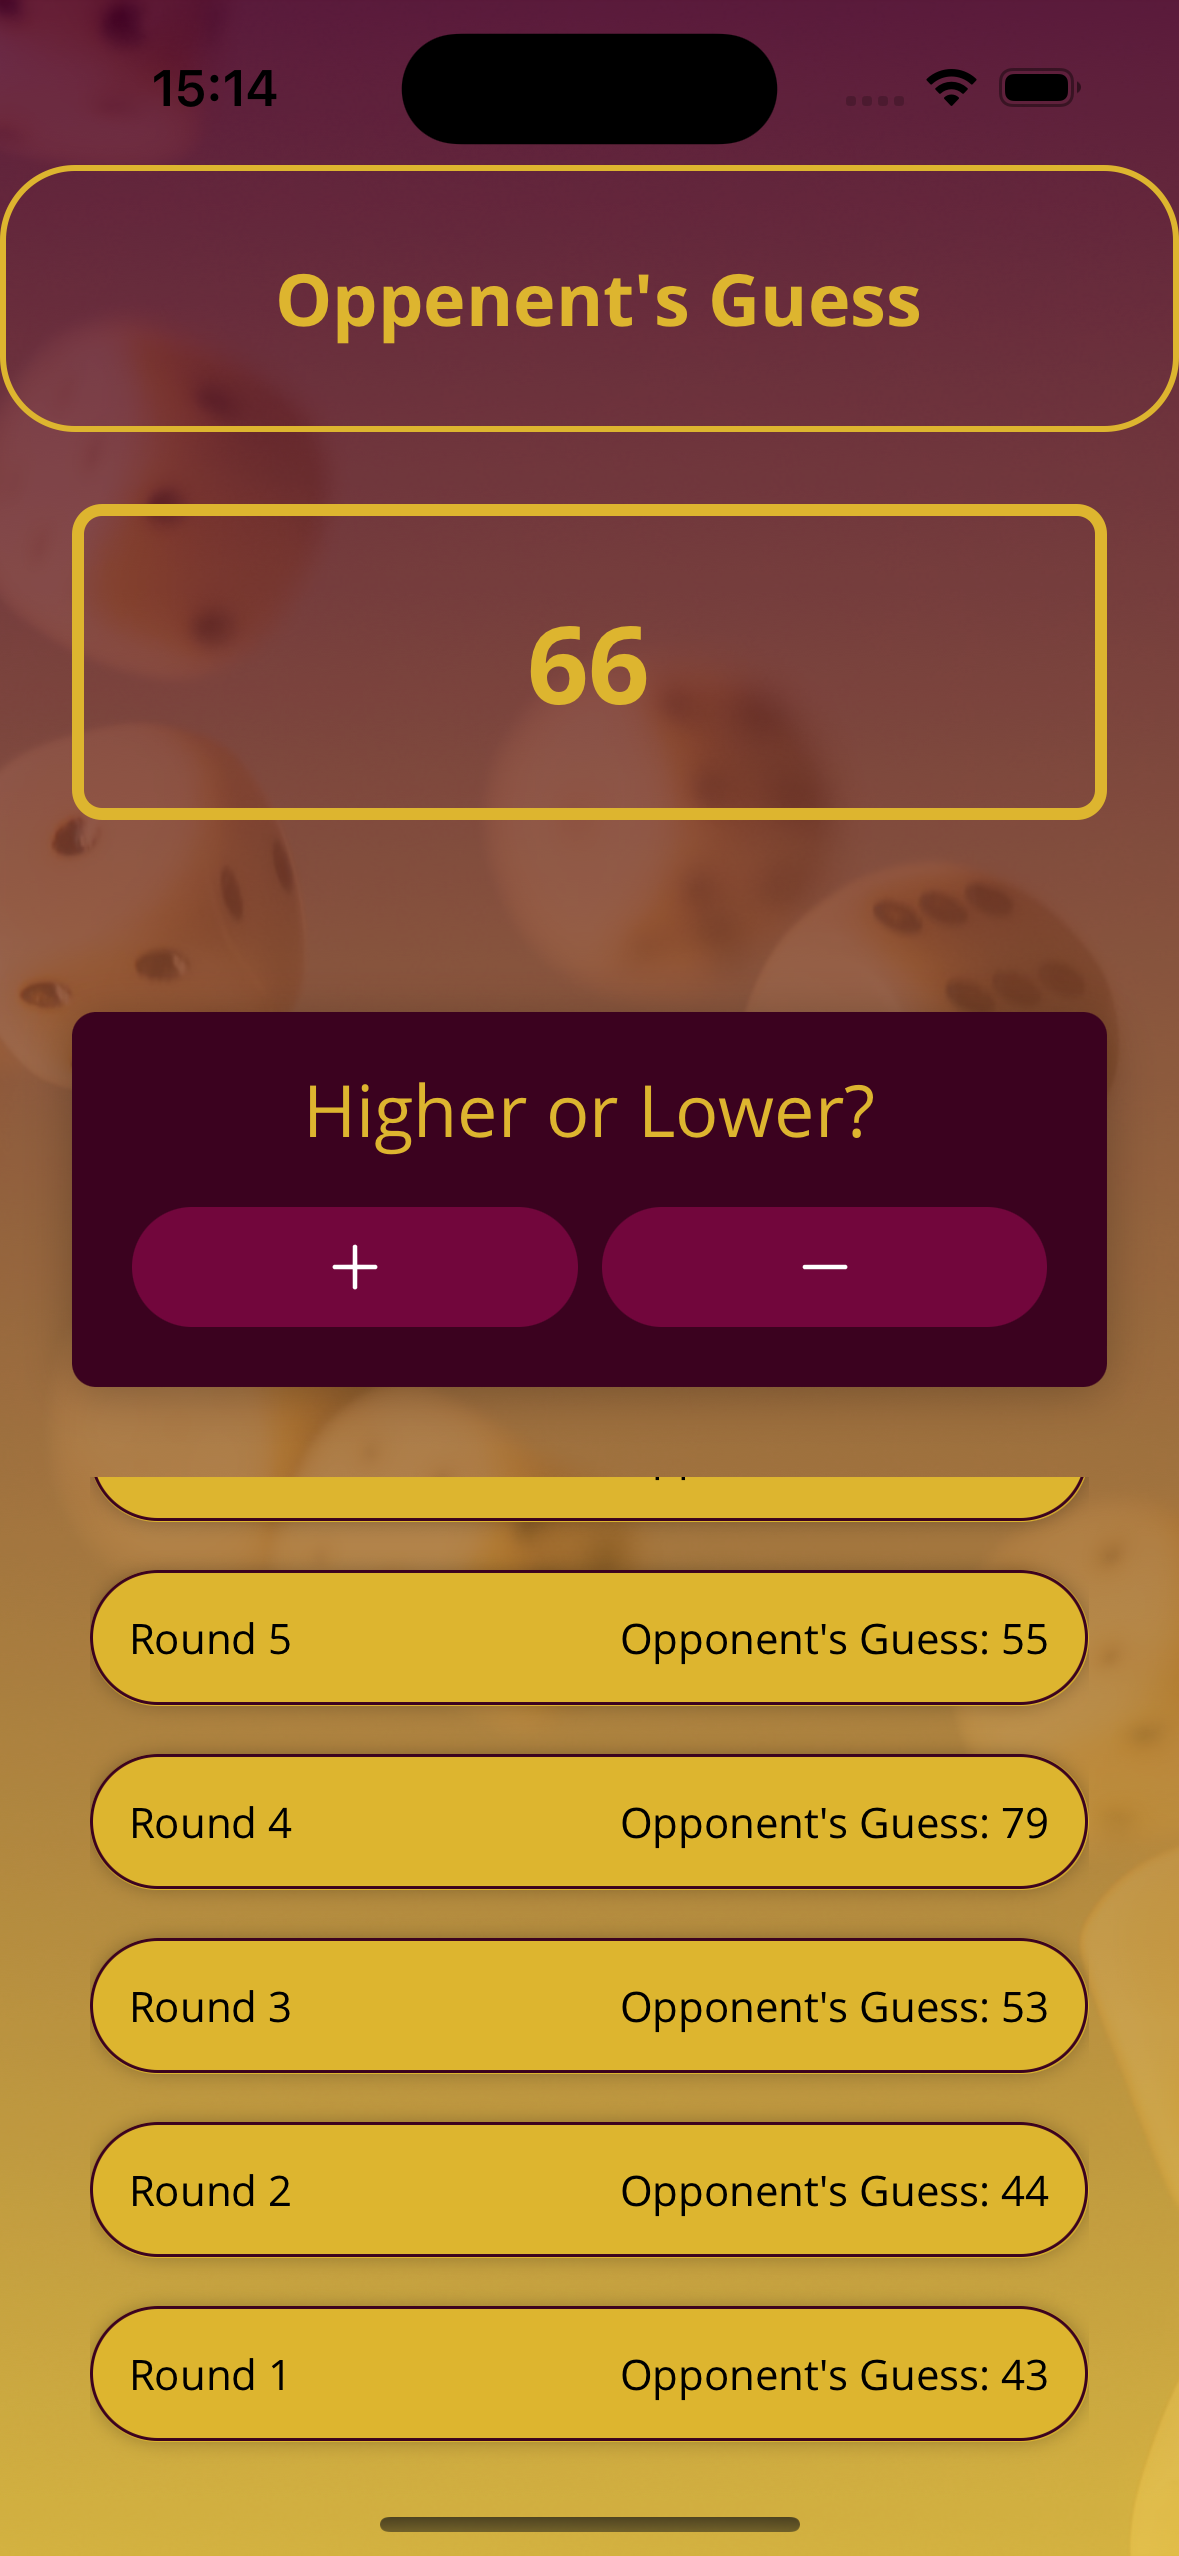 15:14
Oppenent's Guess
66
Higher or Lower?
Round 5 Opponent's Guess: 55
Round 4 Opponent's Guess: 79
Round 3 Opponent's Guess: 53
Round 2 Opponent's Guess: 44
Round 1 Opponent's Guess: 43